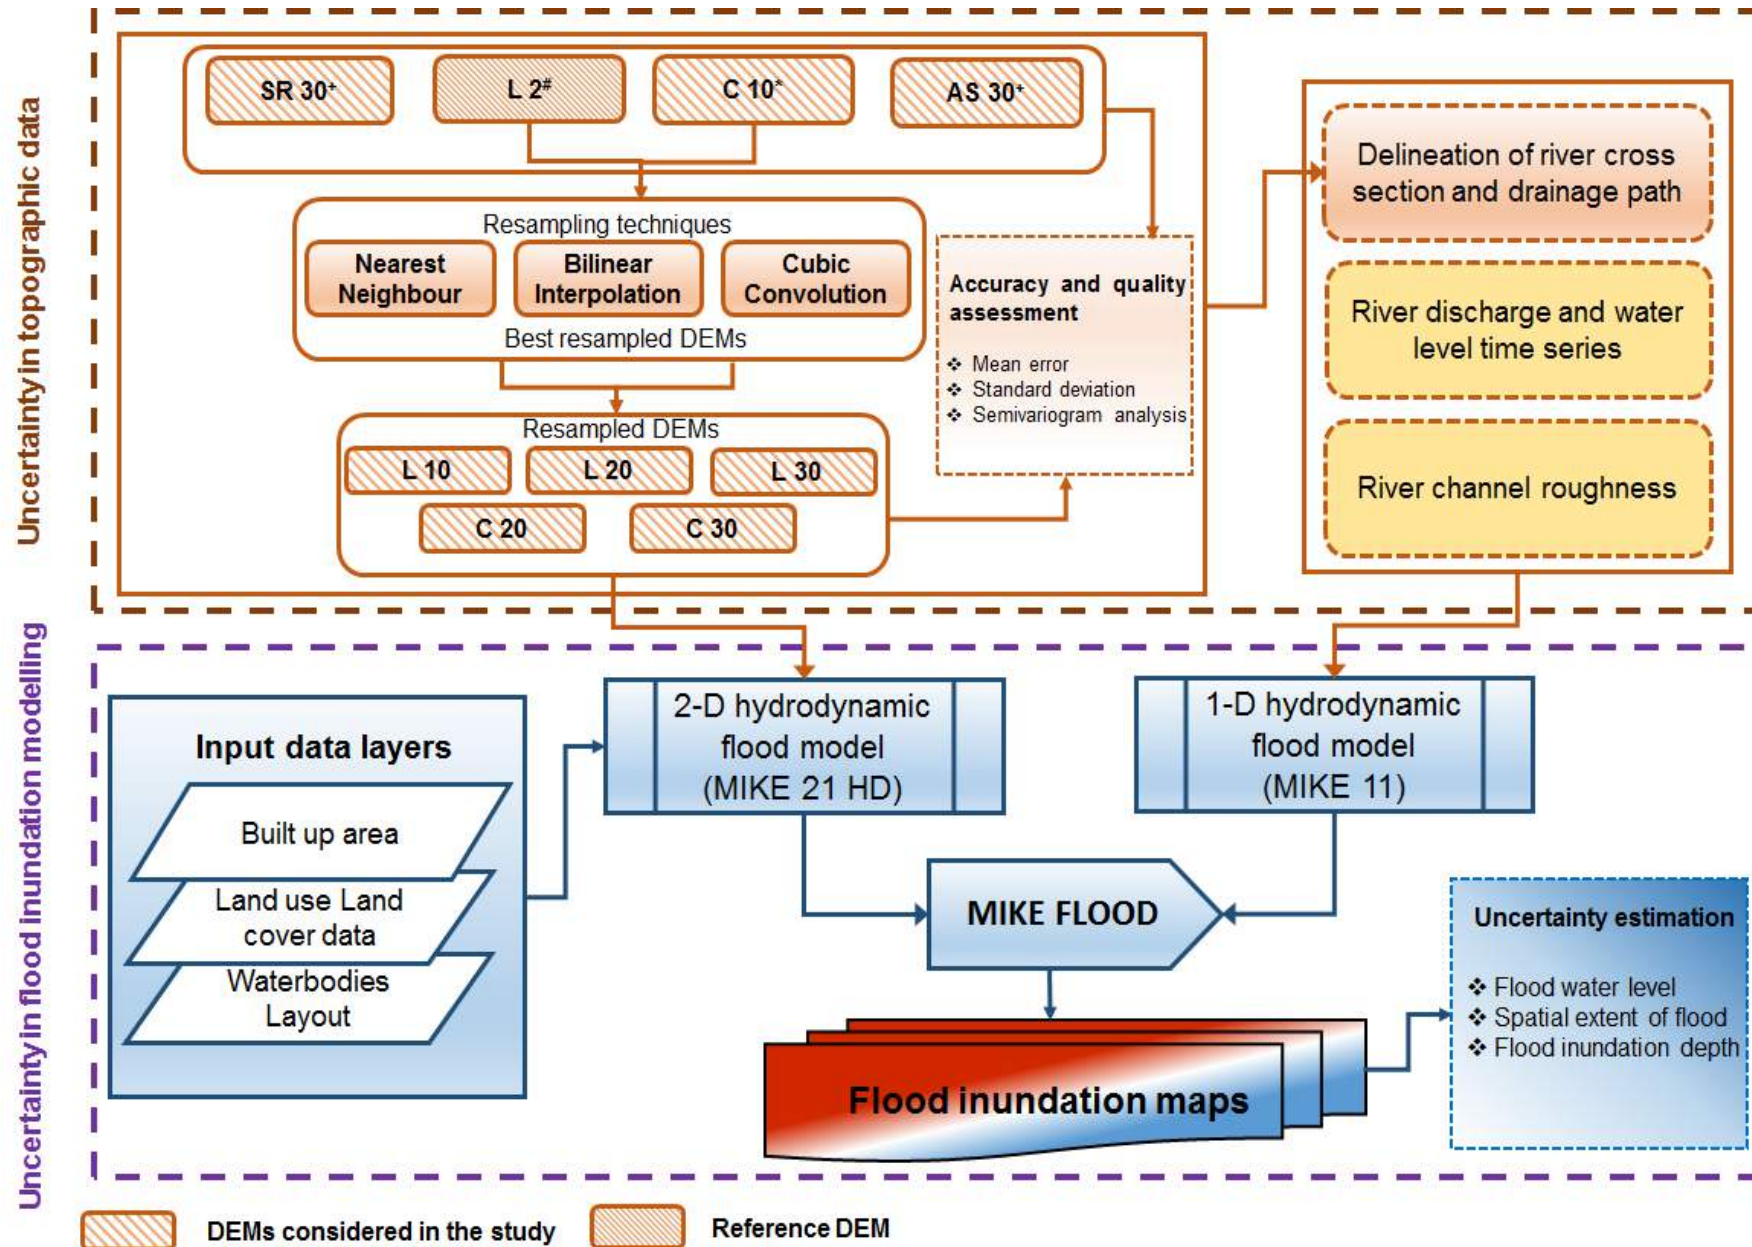 Uncertainty in topographic data
SR 30⁺
L 2#
C 10*
AS 30⁺
Resampling techniques
Nearest
Neighbour
Bilinear
Interpolation
Cubic
Convolution
Best resampled DEMs
Resampled DEMs
L 10
L 20
L 30
C 20
C 30
Accuracy and quality
assessment
❖ Mean error
❖ Standard deviation
❖ Semivariogram analysis
Delineation of river cross
section and drainage path
River discharge and water
level time series
River channel roughness
Uncertainty in flood inundation modelling
Input data layers
Built up area
Land use Land
cover data
Waterbodies
Layout
2-D hydrodynamic
flood model
(MIKE 21 HD)
1-D hydrodynamic
flood model
(MIKE 11)
MIKE FLOOD
Flood inundation maps
Uncertainty estimation
❖ Flood water level
❖ Spatial extent of flood
❖ Flood inundation depth
DEMs considered in the study
Reference DEM